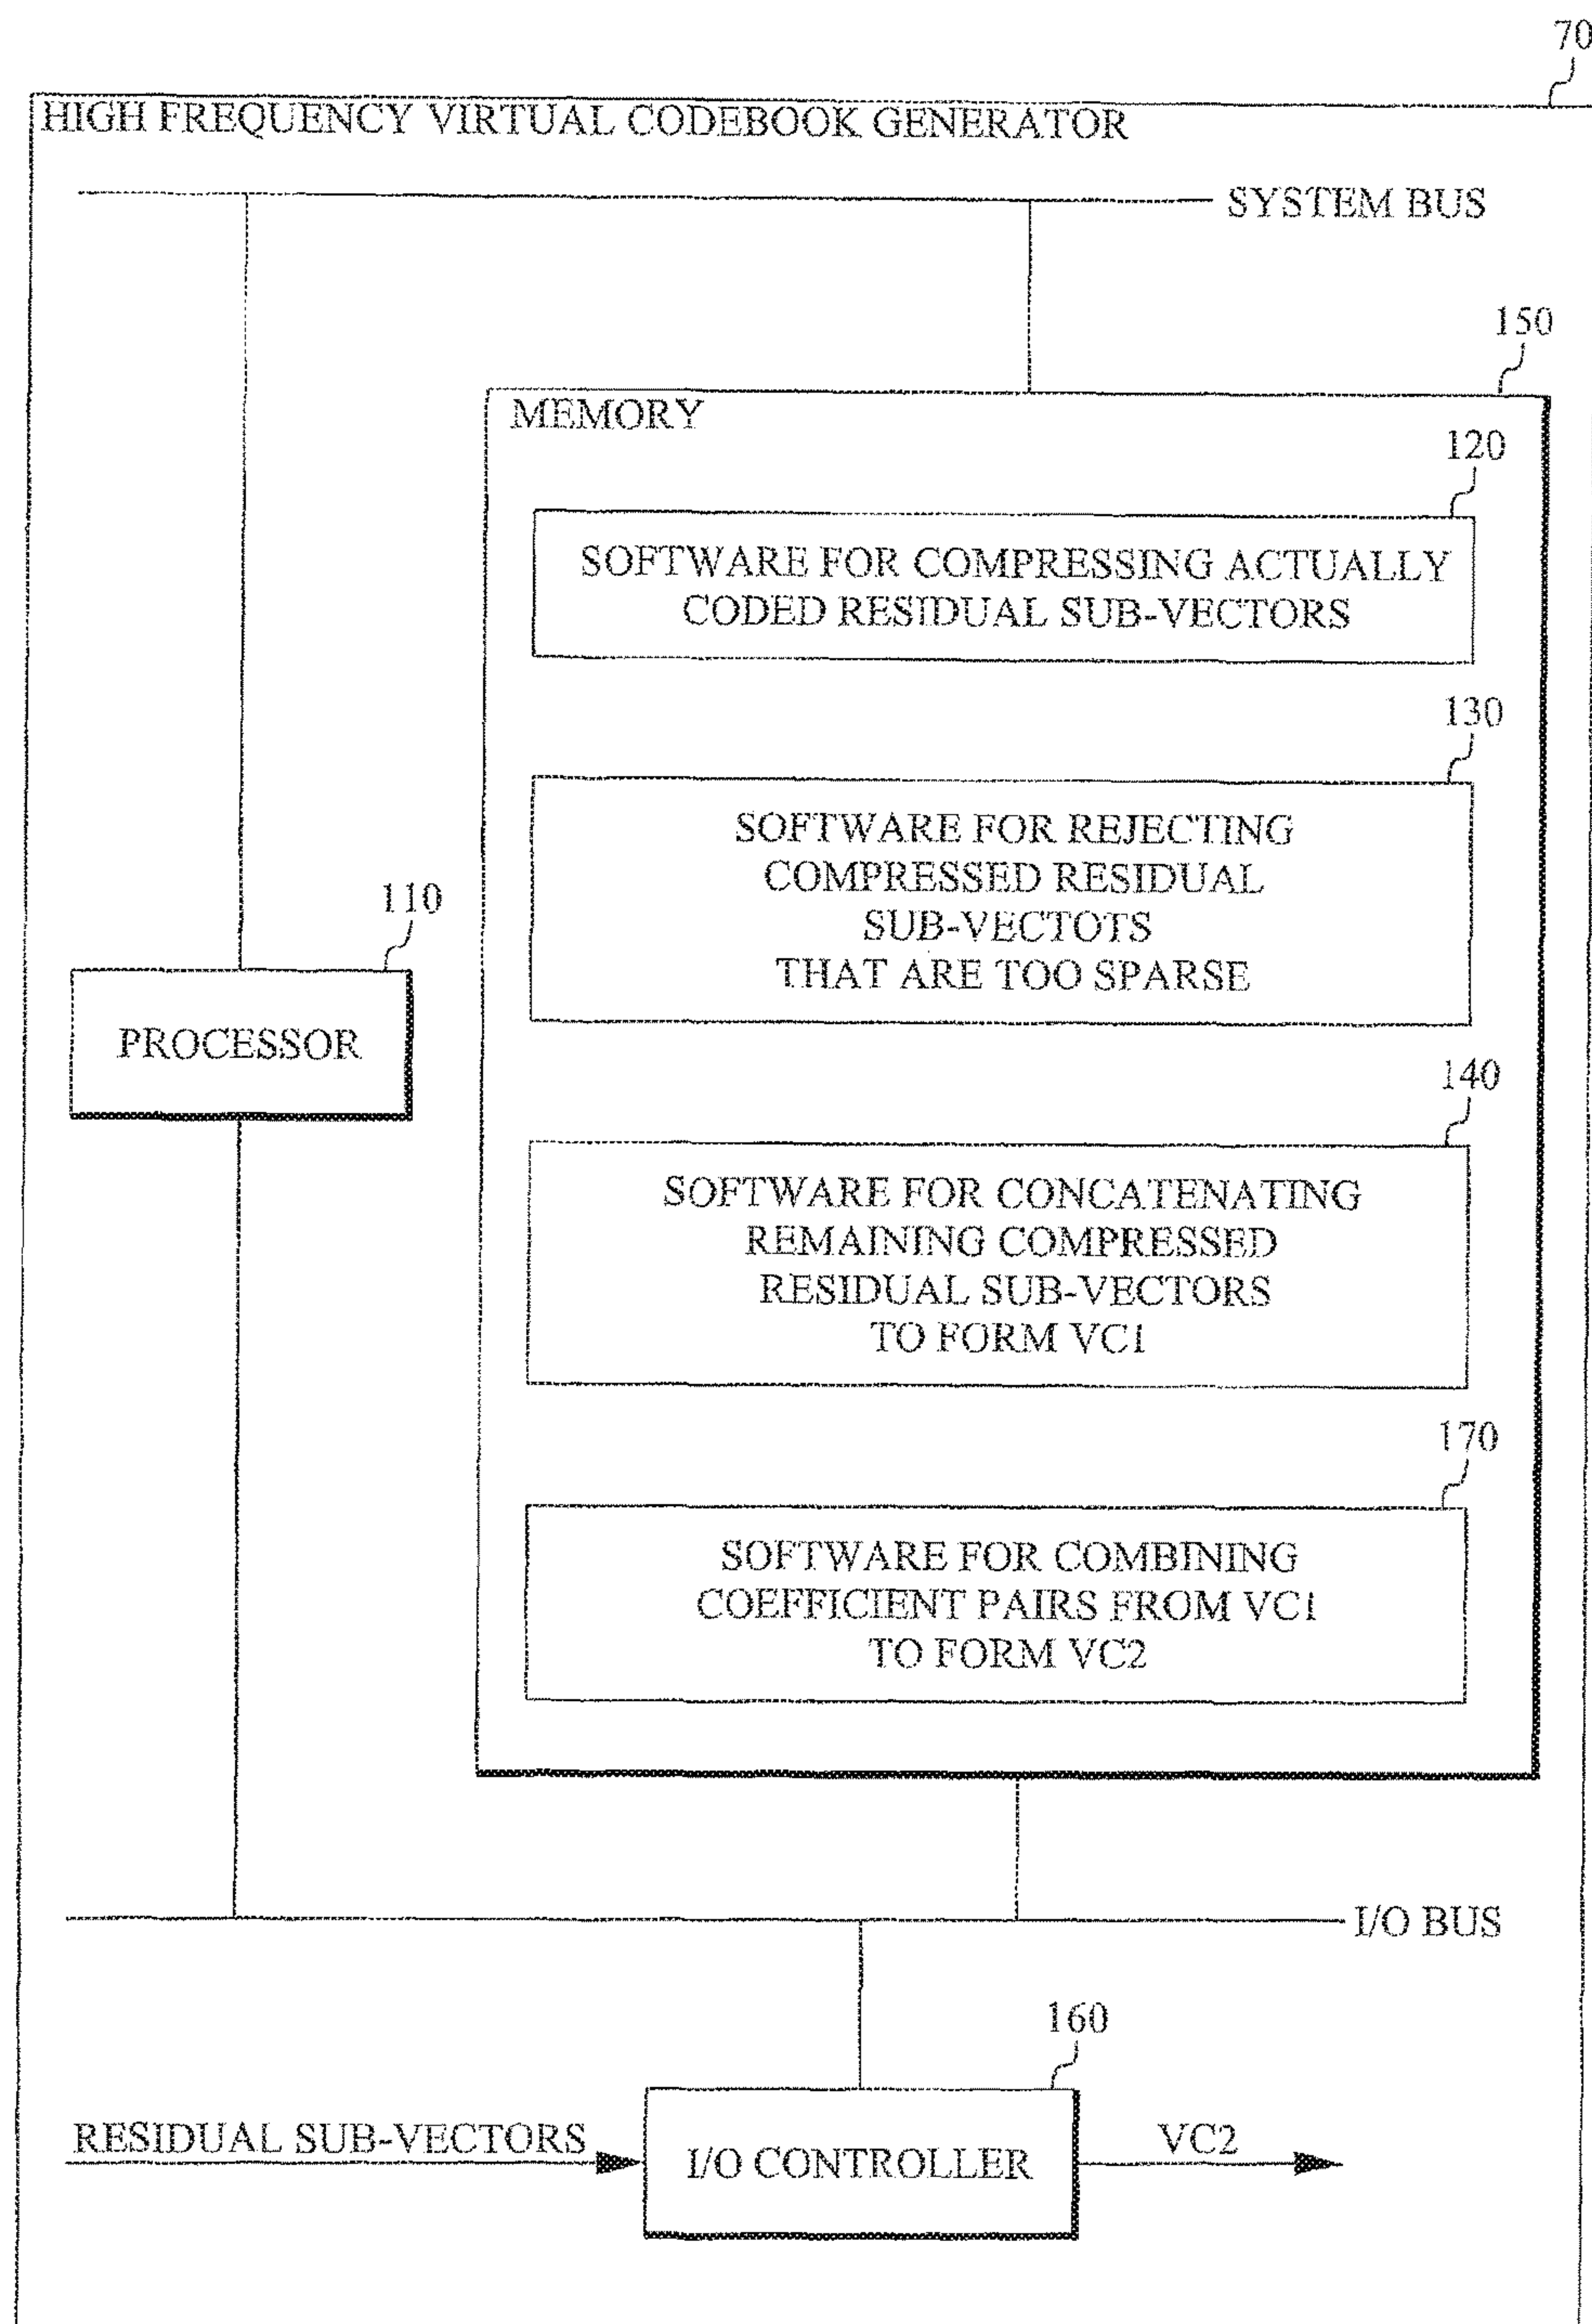 70
HIGH FREQUENCY VIRTUAL CODEBOOK GENERATOR
SYSTEM BUS
150
MEMORY
120
SOFTWARE FOR COMPRESSING ACTUALLY
CODED RESIDUAL SUB-VECTORS
130
SOFTWARE FOR REJECTING
COMPRESSED RESIDUAL
SUB-VECTOTS
THAT ARE TOO SPARSE
110
PROCESSOR
140
SOFTWARE FOR CONCATENATING
REMAINING COMPRESSED
RESIDUAL SUB-VECTORS
TO FORM VC1
170
SOFTWARE FOR COMBINING
COEFFICIENT PAIRS FROM VC1
TO FORM VC2
I/O BUS
160
RESIDUAL SUB-VECTORS
I/O CONTROLLER
VC2